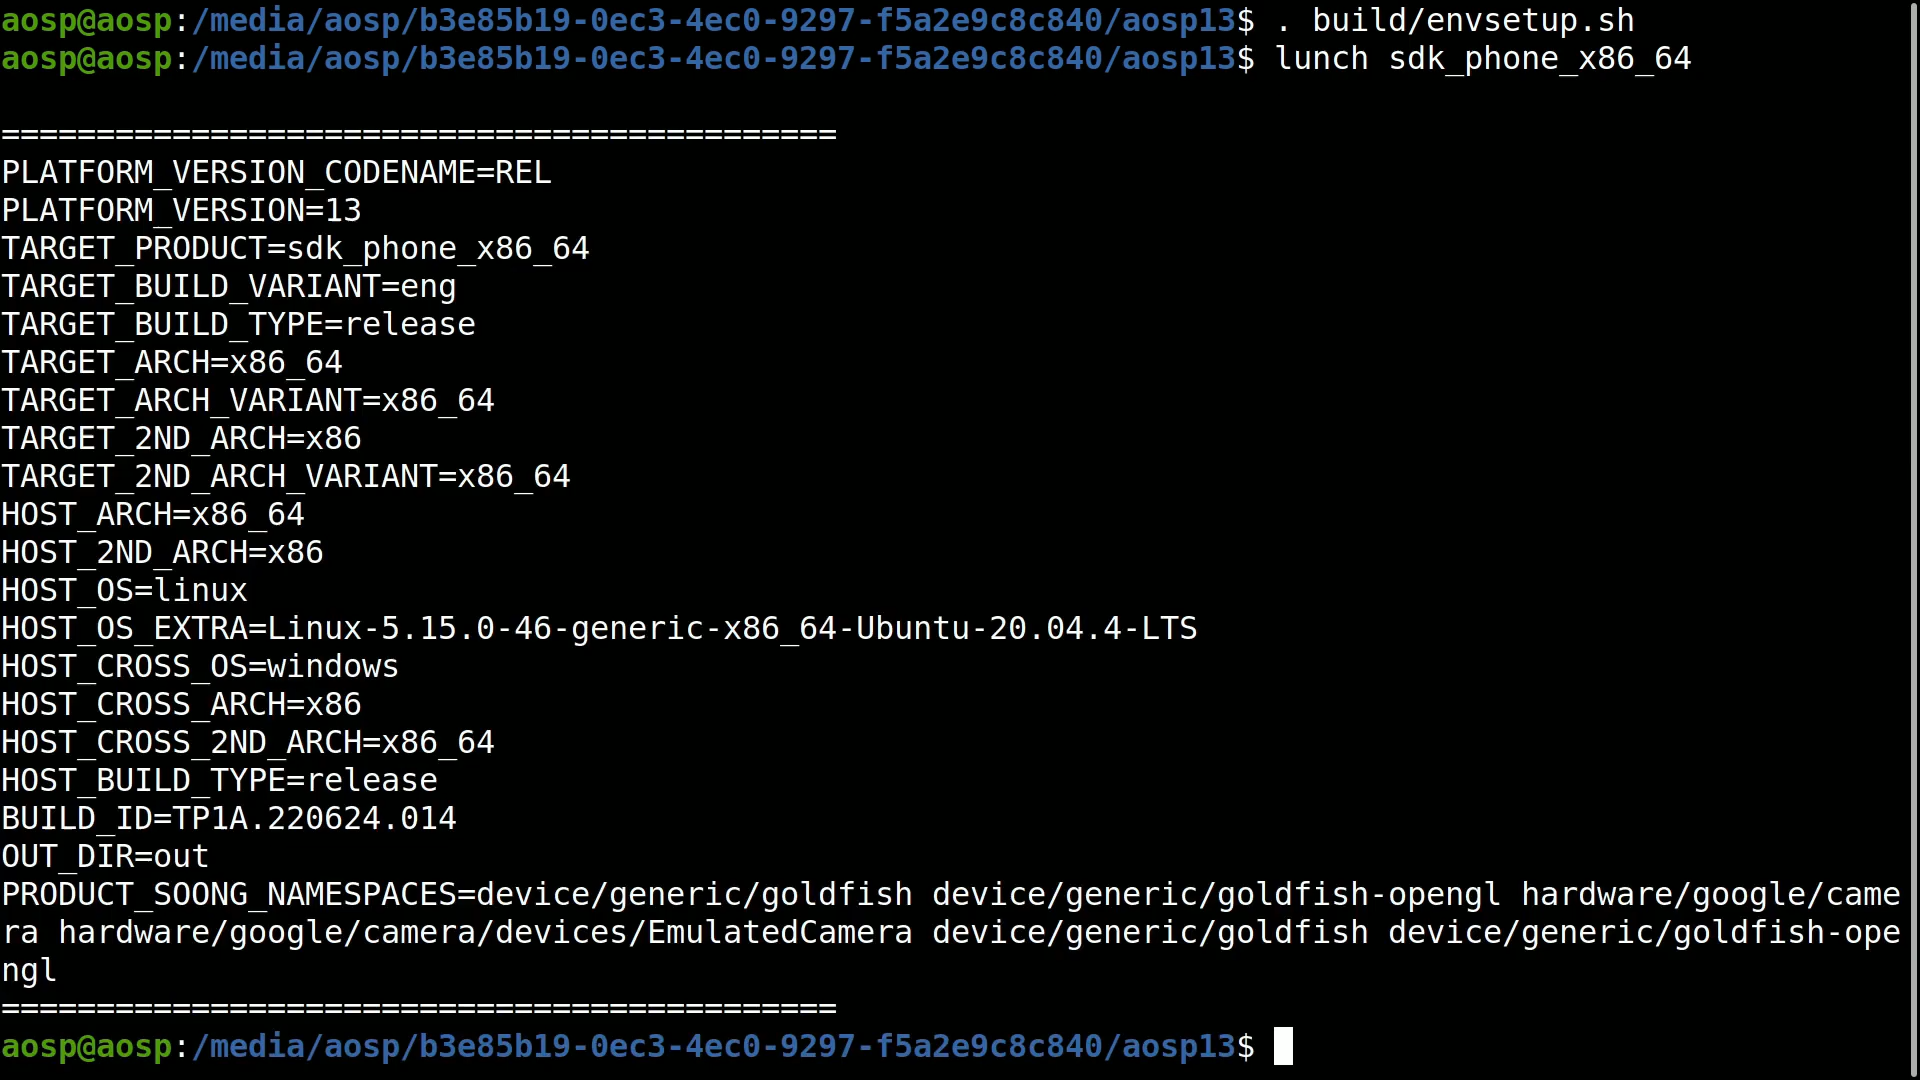 aosp@aosp:/media/aosp/b3e85b19-0ec3-4ec0-9297-f5a2e9c8c840/aosp13$ . build/envsetup.sh
aosp@aosp:/media/aosp/b3e85b19-0ec3-4ec0-9297-f5a2e9c8c840/aosp13$ lunch sdk_phone_x86_64
============================================
PLATFORM_VERSION_CODENAME=REL
PLATFORM_VERSION=13
TARGET_PRODUCT=sdk_phone_x86_64
TARGET_BUILD_VARIANT=eng
TARGET_BUILD_TYPE=release
TARGET_ARCH=x86_64
TARGET_ARCH_VARIANT=x86_64
TARGET_2ND_ARCH=x86
TARGET_2ND_ARCH_VARIANT=x86_64
HOST_ARCH=x86_64
HOST_2ND_ARCH=x86
HOST_OS=linux
HOST_OS_EXTRA=Linux-5.15.0-46-generic-x86_64-Ubuntu-20.04.4-LTS
HOST_CROSS_OS=windows
HOST_CROSS_ARCH=x86
HOST_CROSS_2ND_ARCH=x86_64
HOST_BUILD_TYPE=release
BUILD_ID=TP1A.220624.014
OUT_DIR=out
PRODUCT_SOONG_NAMESPACES=device/generic/goldfish device/generic/goldfish-opengl hardware/google/came
ra hardware/google/camera/devices/EmulatedCamera device/generic/goldfish device/generic/goldfish-ope
ngl
============================================
aosp@aosp:/media/aosp/b3e85b19-0ec3-4ec0-9297-f5a2e9c8c840/aosp13$